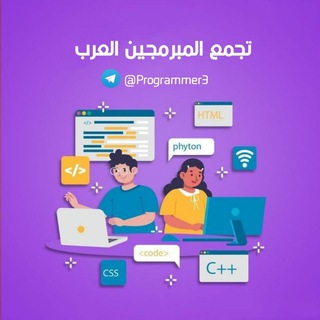 تجمع المبرمجين العرب
@Programmer3
HTML
</>
phyton
</>
<code>
CSS
C++